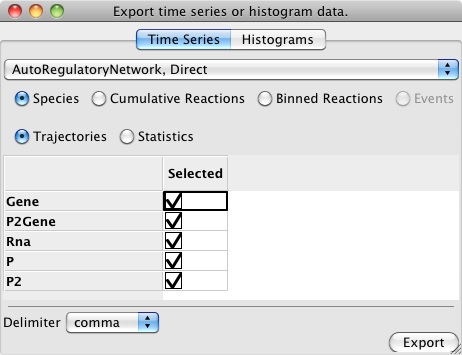 Export time series or histogram data.
Time Series Histograms
AutoRegulatoryNetwork, Direct
Species Cumulative Reactions Binned Reactions Events
Trajectories Statistics
Selected
Gene
P2Gene
Rna
P
P2
Delimiter comma
Export